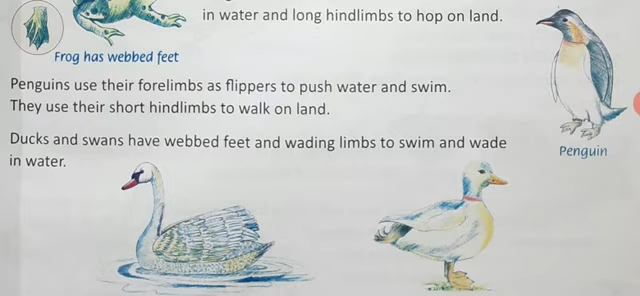 in water and long hindlimbs to hop on land.
Frog has webbed feet
Penguins use their forelimbs as flippers to push water and swim.
They use their short hindlimbs to walk on land.
Penguin
Ducks and swans have webbed feet and wading limbs to swim and wade
in water.